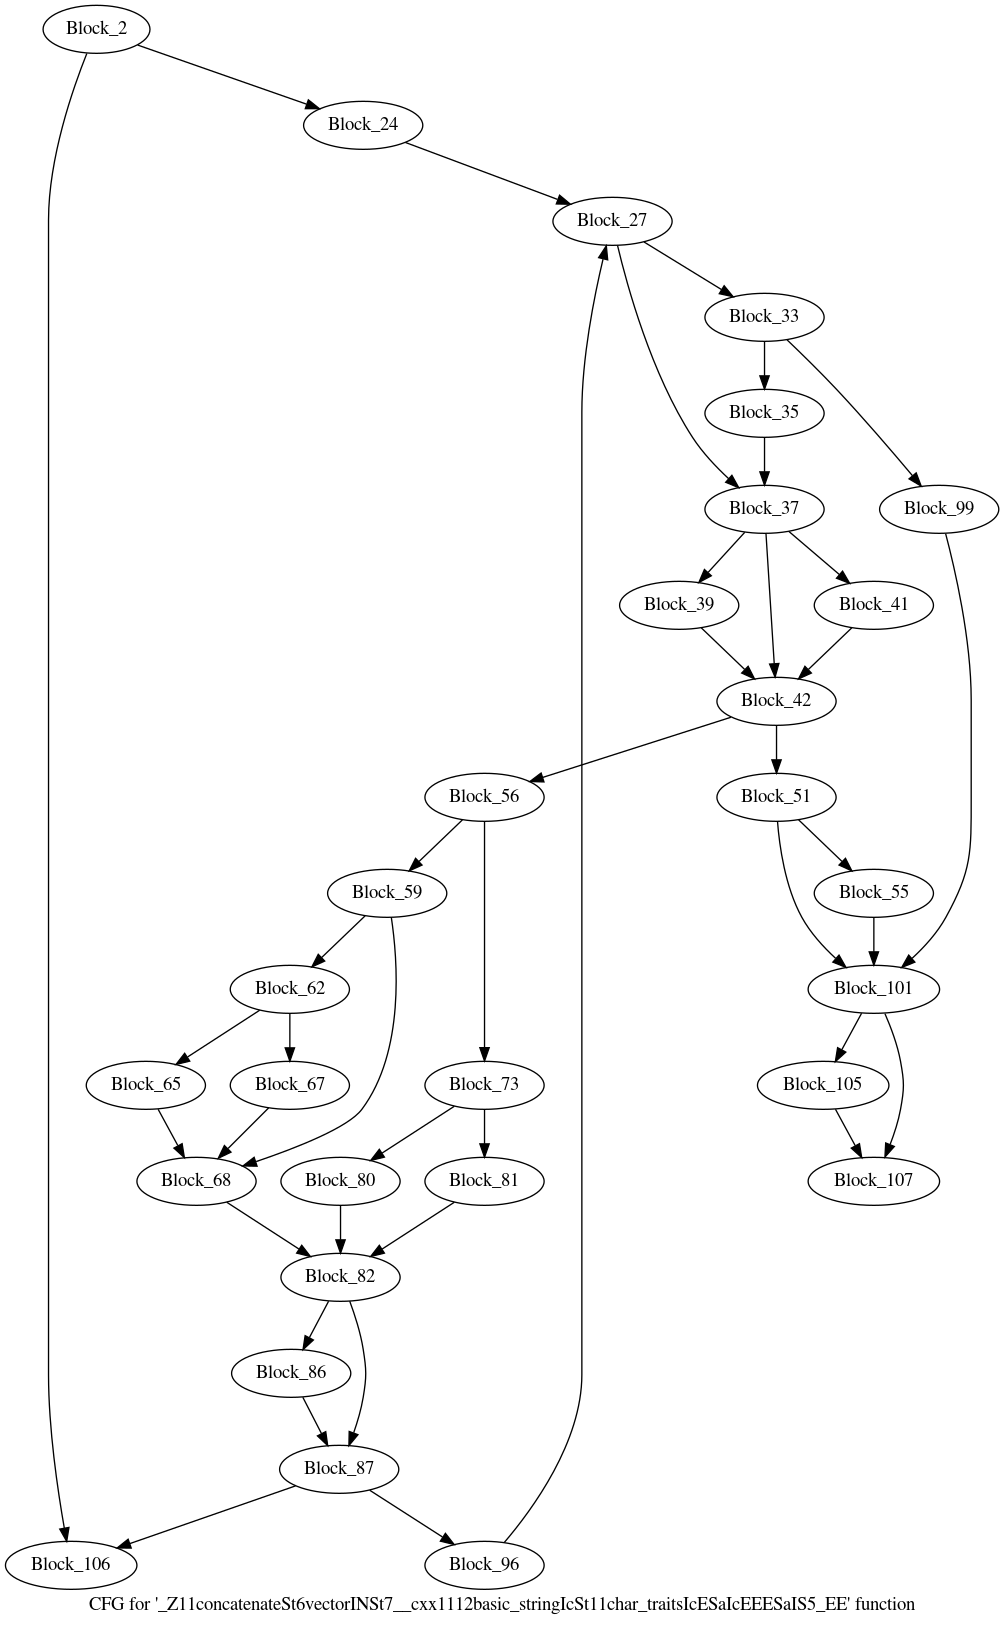 Block_2
Block_24
Block_27
Block_33
Block_35
Block_37
Block_99
Block_39
Block_41
Block_42
Block_56
Block_51
Block_59
Block_55
Block_62
Block_101
Block_65
Block_67
Block_73
Block_105
Block_68
Block_80
Block_81
Block_107
Block_82
Block_86
Block_87
Block_106
Block_96
CFG for '_Z11concatenateSt6vectorINSt7__cxx1112basic_stringIcSt11char_traitsIcESaIcEEESaIS5_EE' function